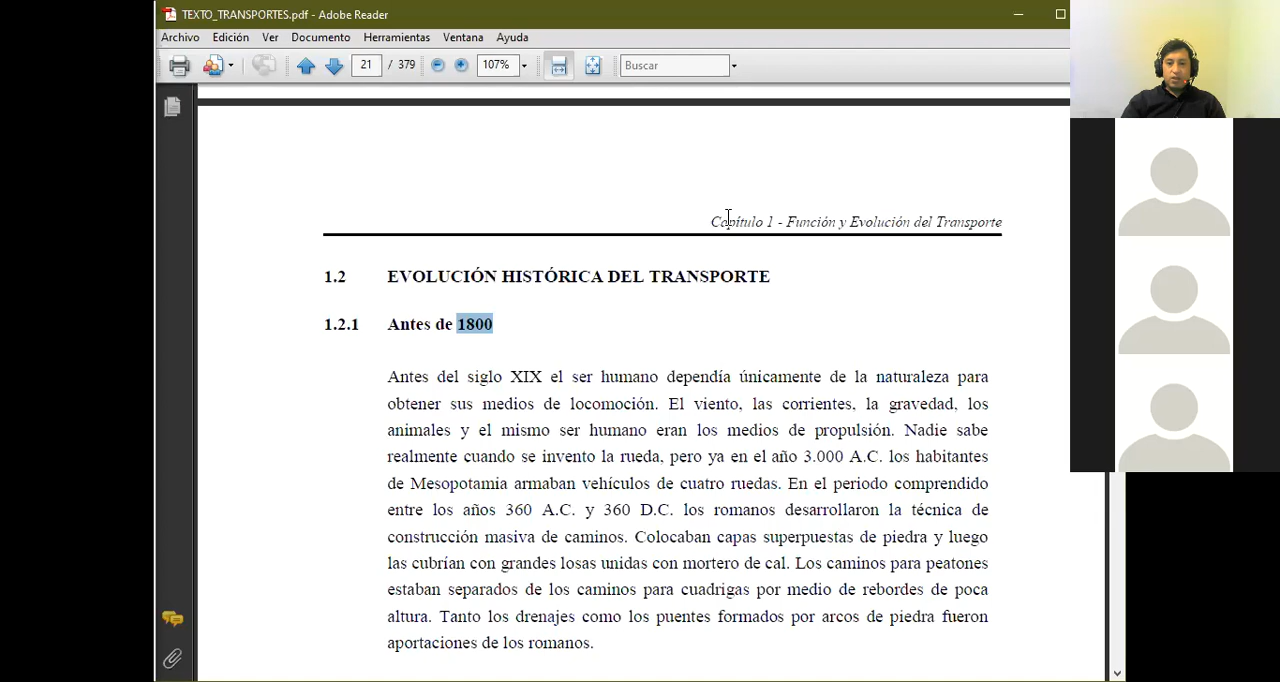 TEXTO_TRANSPORTES.pdf - Adobe Reader
Archivo Edición Ver Documento Herramientas Ventana Ayuda
21 / 379 107% Buscar
Capítulo 1 - Función y Evolución del Transporte
1.2 EVOLUCIÓN HISTÓRICA DEL TRANSPORTE
1.2.1 Antes de 1800
Antes del siglo XIX el ser humano dependía únicamente de la naturaleza para
obtener sus medios de locomoción. El viento, las corrientes, la gravedad, los
animales y el mismo ser humano eran los medios de propulsión. Nadie sabe
realmente cuando se invento la rueda, pero ya en el año 3.000 A.C. los habitantes
de Mesopotamia armaban vehículos de cuatro ruedas. En el periodo comprendido
entre los años 360 A.C. y 360 D.C. los romanos desarrollaron la técnica de
construcción masiva de caminos. Colocaban capas superpuestas de piedra y luego
las cubrían con grandes losas unidas con mortero de cal. Los caminos para peatones
estaban separados de los caminos para cuadrigas por medio de rebordes de poca
altura. Tanto los drenajes como los puentes formados por arcos de piedra fueron
aportaciones de los romanos.